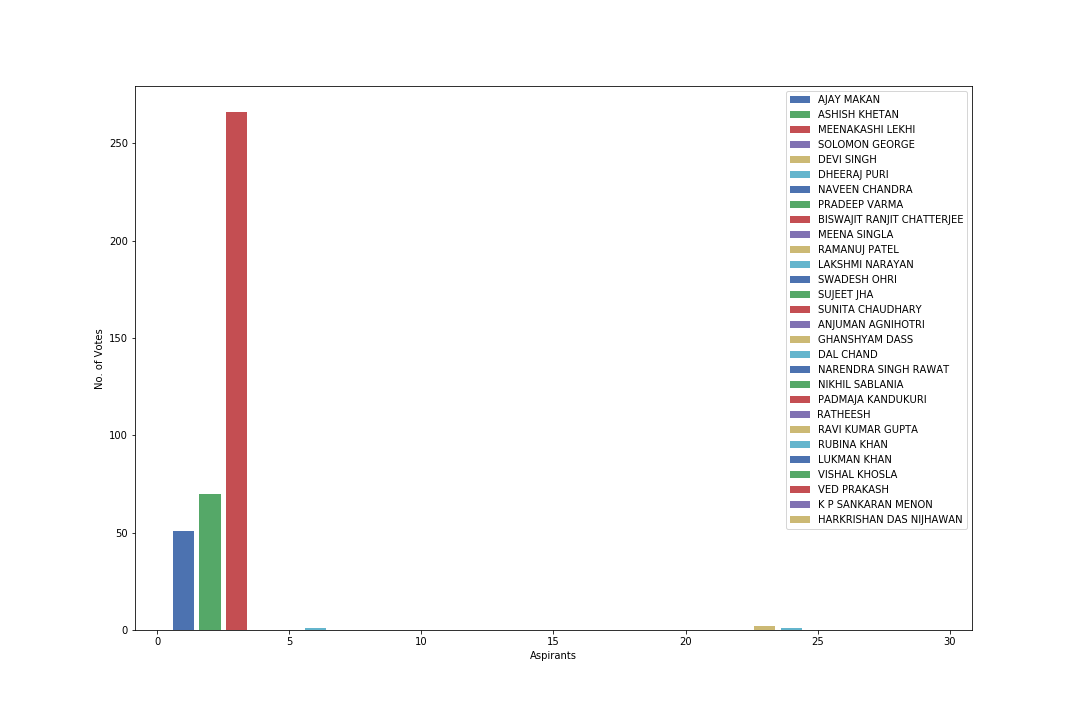 250
200
150
100
50
0
No. of Votes
0 5 10 15 20 25 30
Aspirants
AJAY MAKAN
ASHISH KHETAN
MEENAKASHI LEKHI
SOLOMON GEORGE
DEVI SINGH
DHEERAJ PURI
NAVEEN CHANDRA
PRADEEP VARMA
BISWAJIT RANJIT CHATTERJEE
MEENA SINGLA
RAMANUJ PATEL
LAKSHMI NARAYAN
SWADESH OHRI
SUJEET JHA
SUNITA CHAUDHARY
ANJUMAN AGNIHOTRI
GHANSHYAM DASS
DAL CHAND
NARENDRA SINGH RAWAT
NIKHIL SABLANIA
PADMAJA KANDUKURI
RATHEESH
RAVI KUMAR GUPTA
RUBINA KHAN
LUKMAN KHAN
VISHAL KHOSLA
VED PRAKASH
K P SANKARAN MENON
HARKRISHAN DAS NIJHAWAN